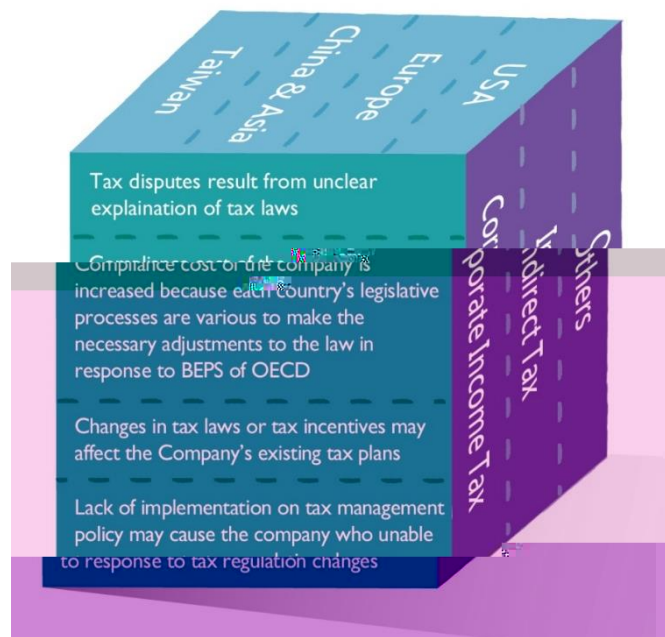 Taiwan
China & Asia
Europe
USA
Tax disputes result from unclear
explaination of tax laws
Compliance cost of the company is
increased because each country's legislative
processes are various to make the
necessary adjustments to the law in
response to BEPS of OECD
Changes in tax laws or tax incentives may
affect the Company's existing tax plans
Lack of implementation on tax management
policy may cause the company who unable
to response to tax regulation changes
Corporate Income Tax
Indirect Tax
Others